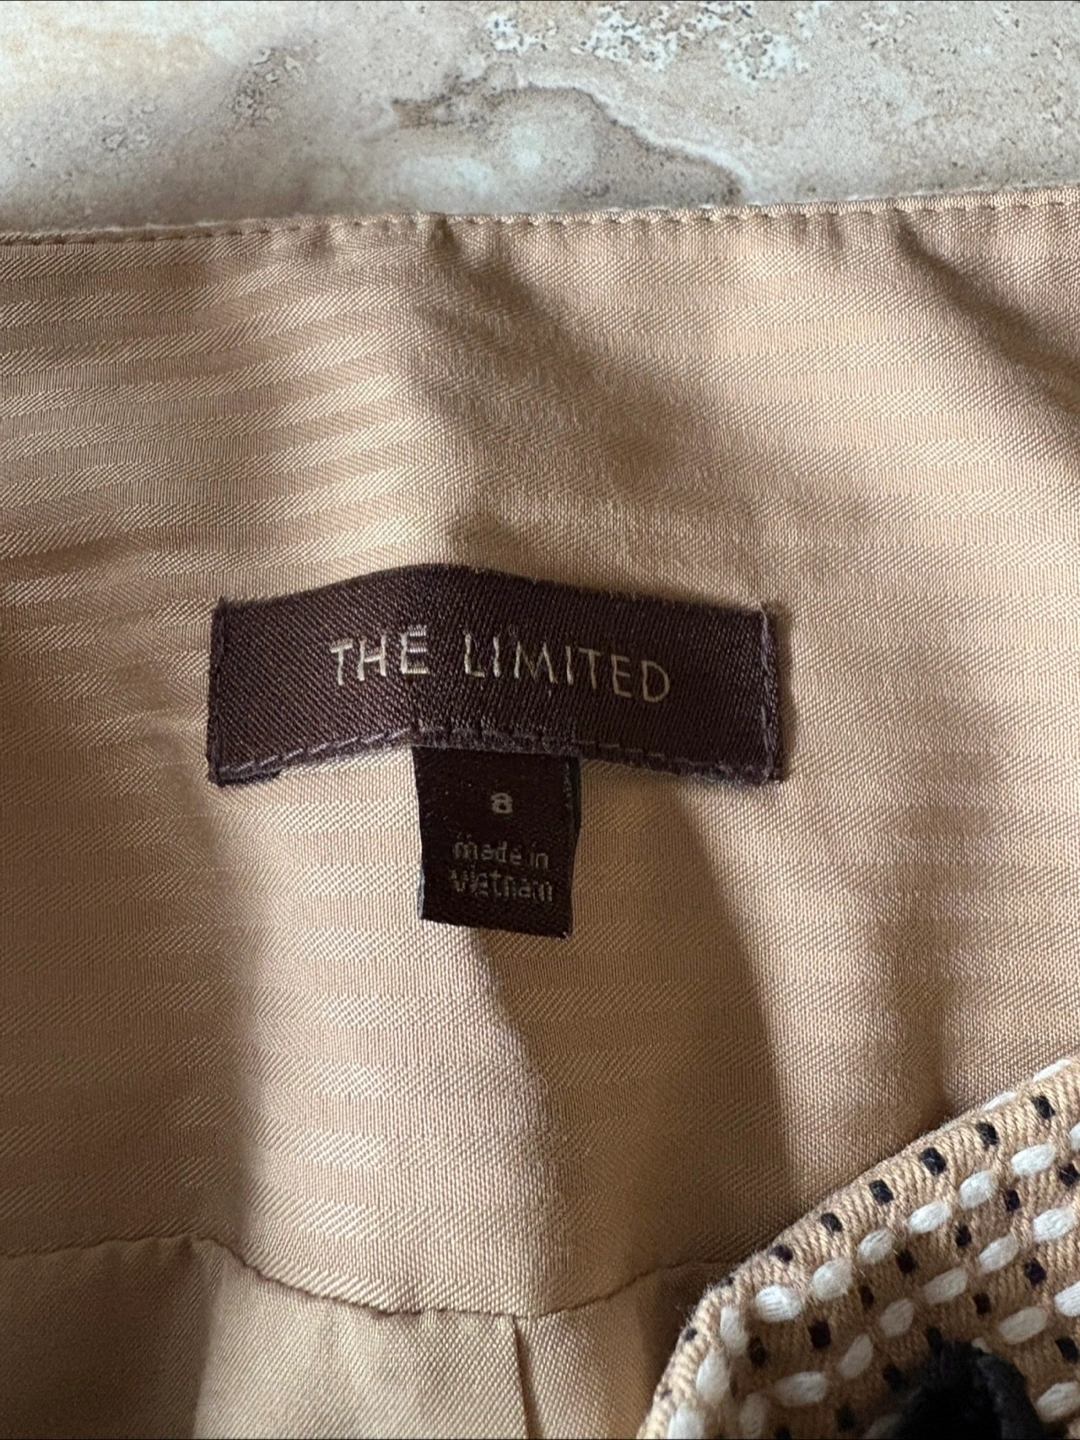 THE LIMITED
8
made in
vietnam